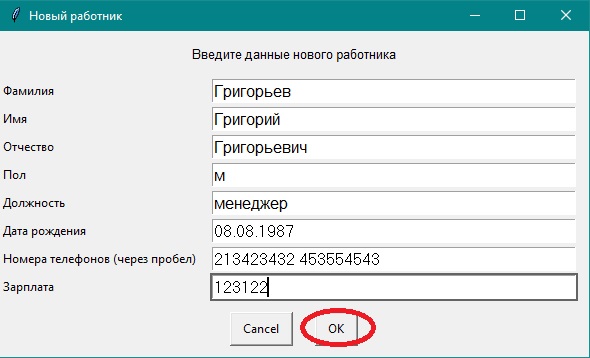 Новый работник
Введите данные нового работника
Фамилия Григорьев
Имя Григорий
Отчество Григорьевич
Пол м
Должность менеджер
Дата рождения 08.08.1987
Номера телефонов (через пробел) 213423432 453554543
Зарплата 123122
Cancel OK